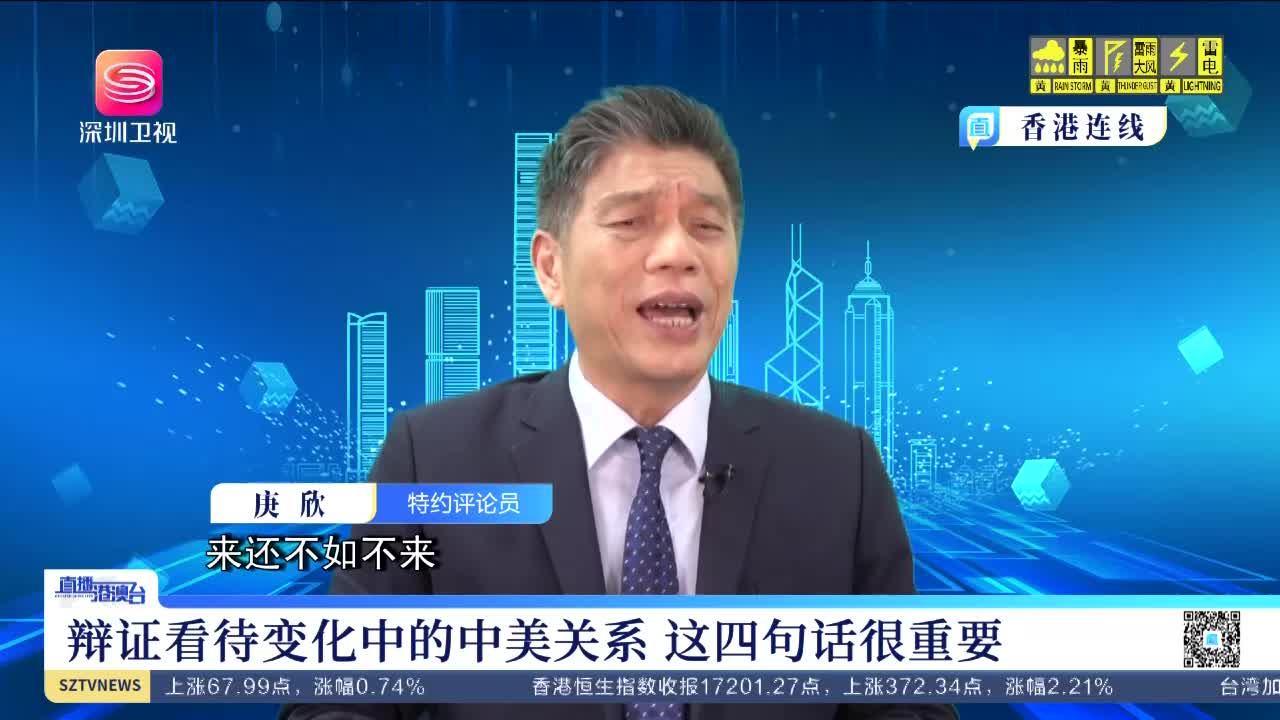 深圳卫视
暴雨
黄 RAIN STORM
雷雨大风
黄 THUNDER GUST
雷电
黄 LIGHTNING
直 香港连线
庚欣 特约评论员
来还不如不来
直播港澳台
辩证看待变化中的中美关系 这四句话很重要
SZTVNEWS 上涨67.99点，涨幅0.74% 香港恒生指数收报17201.27点，上涨372.34点，涨幅2.21% 台湾加